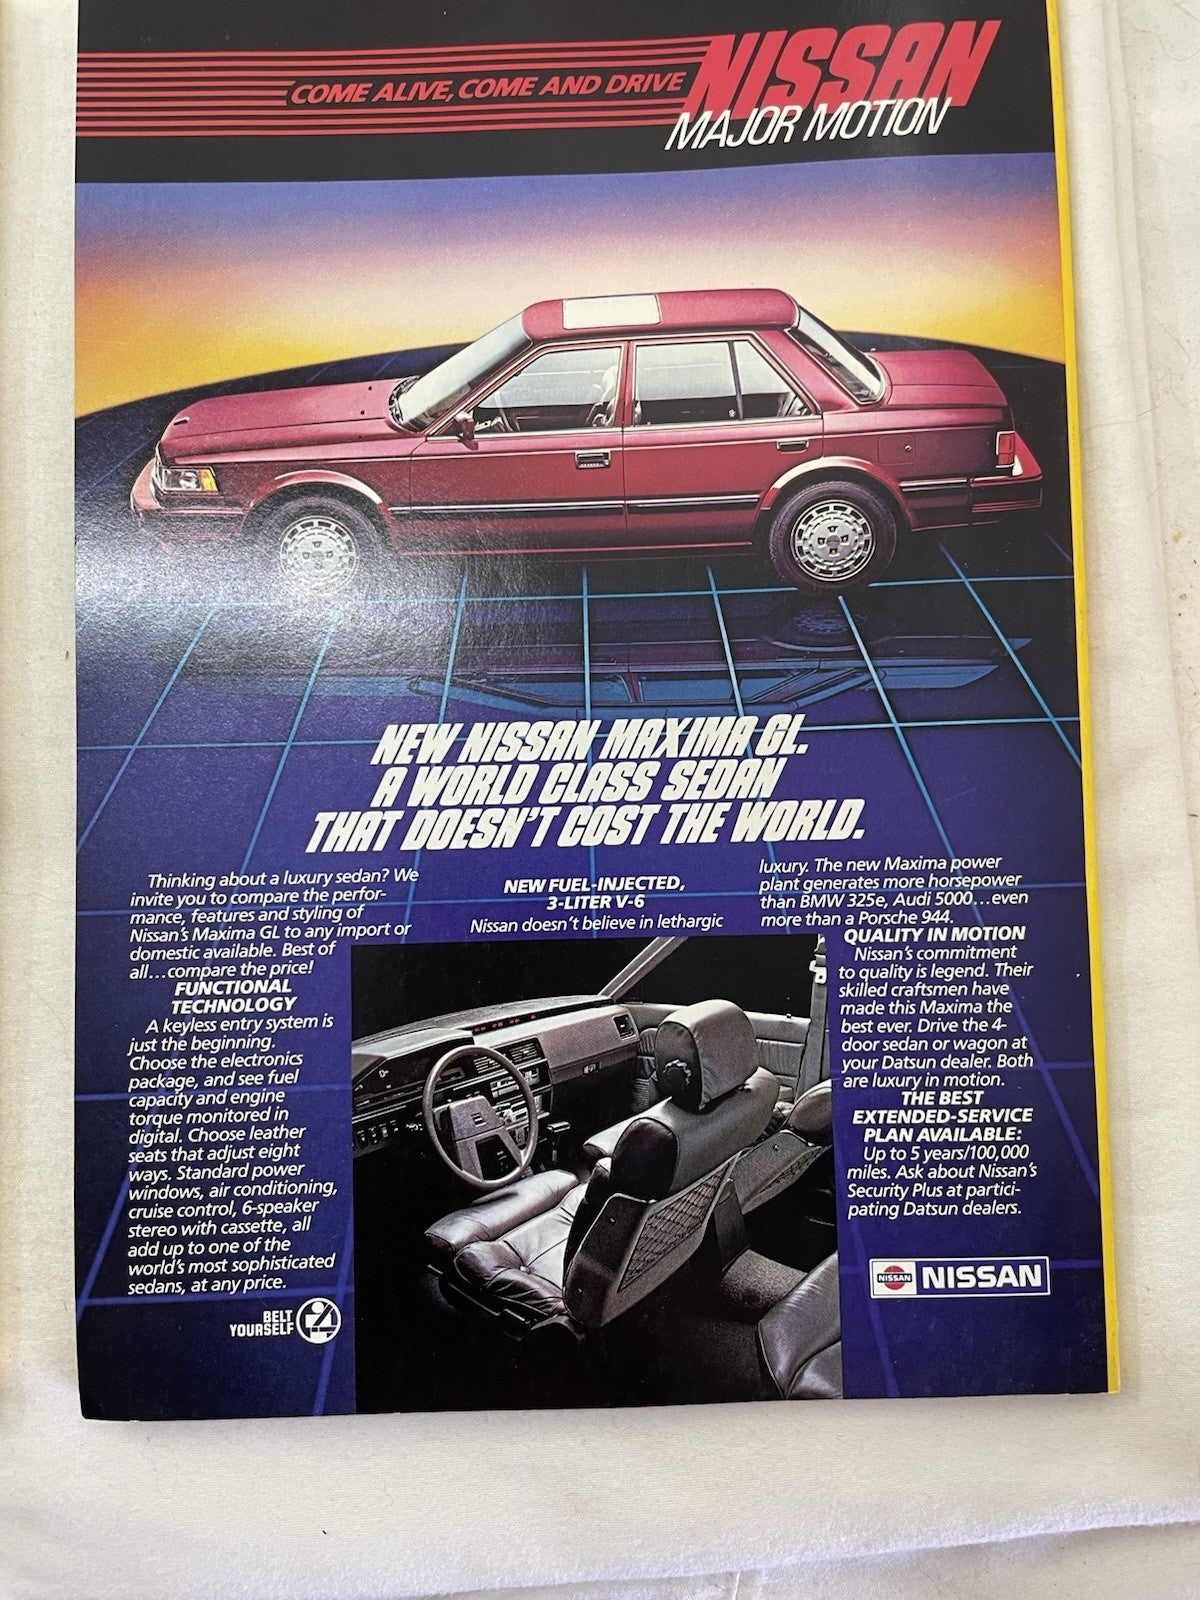 COME ALIVE, COME AND DRIVE
NISSAN
MAJOR MOTION
NEW NISSAN MAXIMA GL.
A WORLD CLASS SEDAN
THAT DOESN'T COST THE WORLD.
Thinking about a luxury sedan? We
invite you to compare the perfor-
mance, features and styling of
Nissan's Maxima GL to any import or
domestic available. Best of
all...compare the price!
FUNCTIONAL
TECHNOLOGY
A keyless entry system is
just the beginning.
Choose the electronics
package, and see fuel
capacity and engine
torque monitored in
digital. Choose leather
seats that adjust eight
ways. Standard power
windows, air conditioning,
cruise control, 6-speaker
stereo with cassette, all
add up to one of the
world's most sophisticated
sedans, at any price.
BELT
YOURSELF
NEW FUEL-INJECTED,
3-LITER V-6
Nissan doesn't believe in lethargic
luxury. The new Maxima power
plant generates more horsepower
than BMW 325e, Audi 5000...even
more than a Porsche 944.
QUALITY IN MOTION
Nissan's commitment
to quality is legend. Their
skilled craftsmen have
made this Maxima the
best ever. Drive the 4-
door sedan or wagon at
your Datsun dealer. Both
are luxury in motion.
THE BEST
EXTENDED-SERVICE
PLAN AVAILABLE:
Up to 5 years/100,000
miles. Ask about Nissan's
Security Plus at partici-
pating Datsun dealers.
NISSAN NISSAN